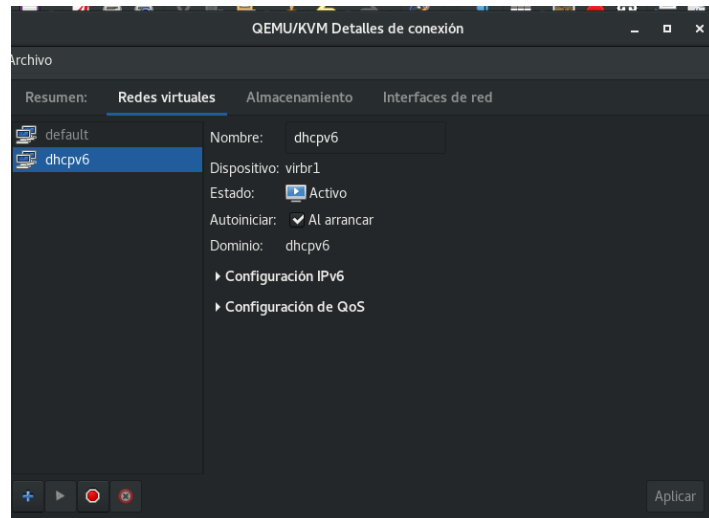 QEMU/KVM Detalles de conexión
Archivo
Resumen: Redes virtuales Almacenamiento Interfaces de red
default
dhcpv6
Nombre: dhcpv6
Dispositivo: virbr1
Estado: Activo
Autoiniciar: Al arrancar
Dominio: dhcpv6
Configuración IPv6
Configuración de QoS
Aplicar